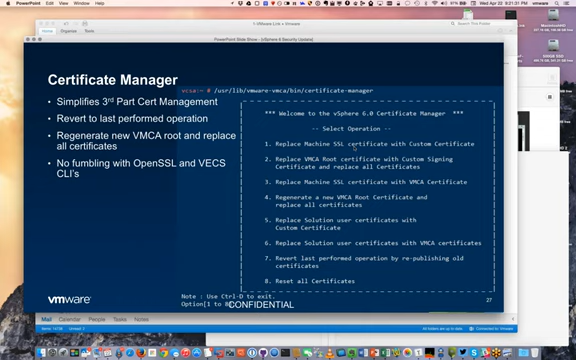 PowerPoint File Edit View Window Help
Wed Apr 22 9:21:31 vmware
1-VMware Link » Vmware
Home Organize Tools
PowerPoint Slide Show - [vSphere 6 Security Update]
Certificate Manager
• Simplifies 3rd Part Cert Management
• Revert to last performed operation
• Regenerate new VMCA root and replace
all certificates
• No fumbling with OpenSSL and VECS
CLI's
vcsa:~ # /usr/lib/vmware-vmca/bin/certificate-manager
*** Welcome to the vSphere 6.0 Certificate Manager ***
-- Select Operation --
1. Replace Machine SSL certificate with Custom Certificate
2. Replace VMCA Root certificate with Custom Signing
Certificate and replace all Certificates
3. Replace Machine SSL certificate with VMCA Certificate
4. Regenerate a new VMCA Root Certificate and
replace all certificates
5. Replace Solution user certificates with
Custom Certificate
6. Replace Solution user certificates with VMCA certificates
7. Revert last performed operation by re-publishing old
certificates
8. Reset all Certificates
Note : Use Ctrl-D to exit.
Option[1 to 8
CONFIDENTIAL
vmware
27
Mail Calendar People Tasks Notes